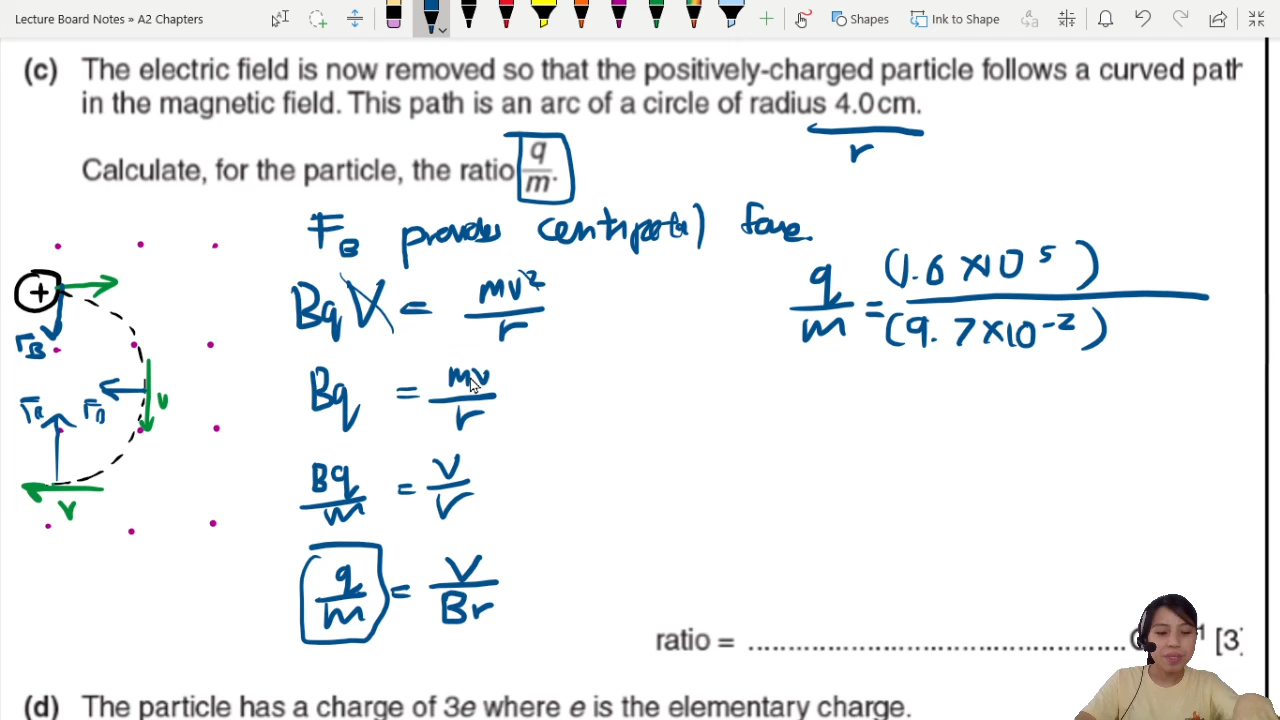 Lecture Board Notes » A2 Chapters
Shapes
Ink to Shape
(c) The electric field is now removed so that the positively-charged particle follows a curved path
in the magnetic field. This path is an arc of a circle of radius 4.0 cm.
r
Calculate, for the particle, the ratio q/m.
F_B provides centripetal force.
BqV = mv²/r
q/m = (1.6 × 10⁵) / (9.7 × 10⁻²)
+
F_B
Bq = mv/r
F_B F_B v
Bq/m = v/r
v
q/m = V/Br
ratio = ................................................ [3]
(d) The particle has a charge of 3e where e is the elementary charge.